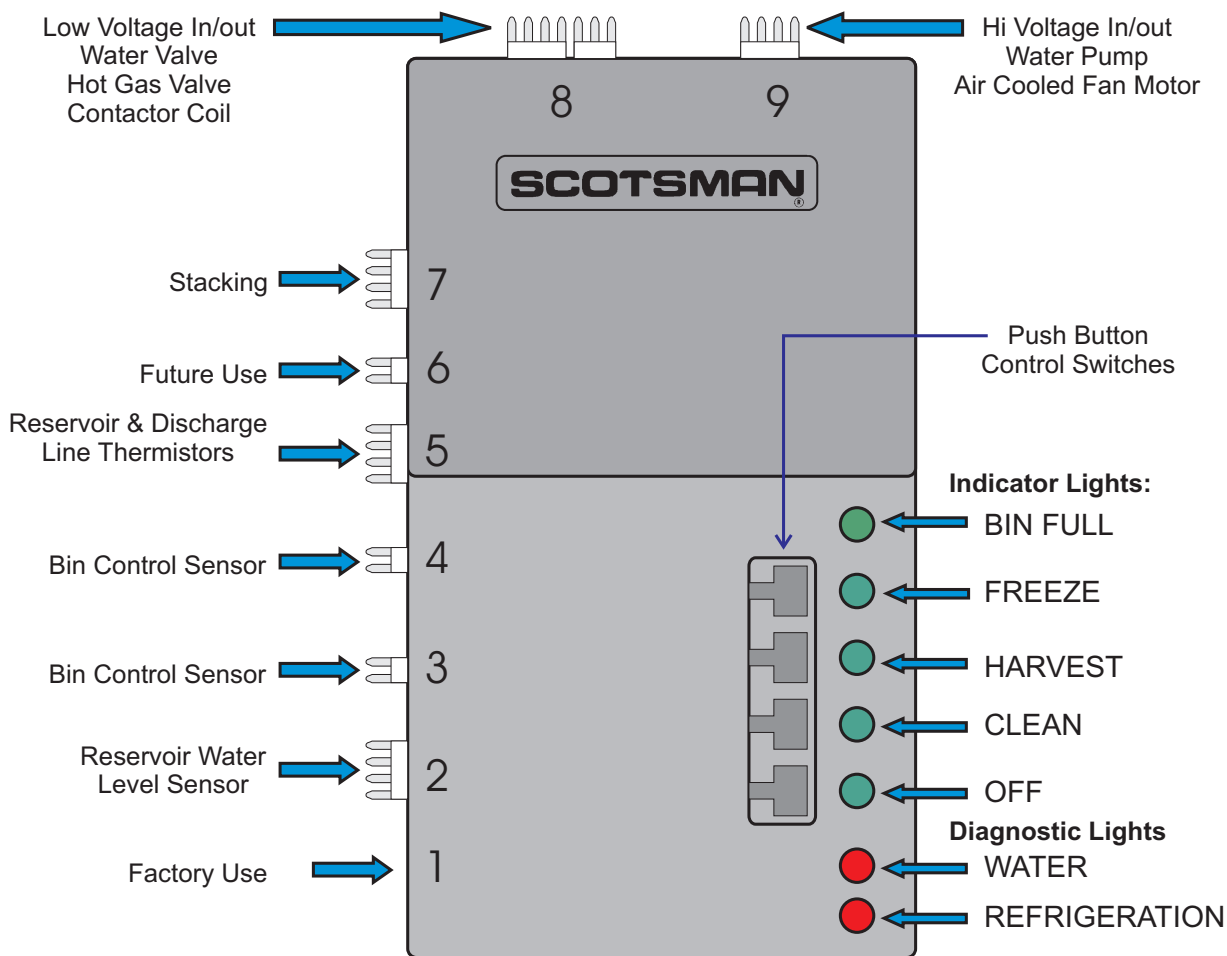 Low Voltage In/out
Water Valve
Hot Gas Valve
Contactor Coil
Hi Voltage In/out
Water Pump
Air Cooled Fan Motor
8
9
SCOTSMAN
®
Stacking
7
Future Use
6
Reservoir & Discharge
Line Thermistors
5
Push Button
Control Switches
Indicator Lights:
BIN FULL
Bin Control Sensor
4
FREEZE
Bin Control Sensor
3
HARVEST
CLEAN
Reservoir Water
Level Sensor
2
OFF
Diagnostic Lights
WATER
Factory Use
1
REFRIGERATION